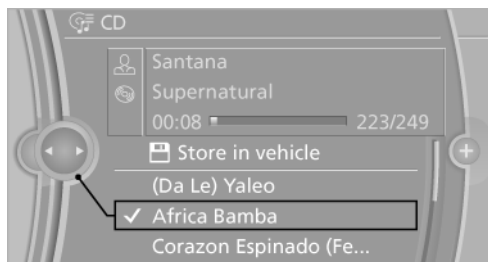 CD
Santana
Supernatural
00:08 223/249
Store in vehicle
(Da Le) Yaleo
Africa Bamba
Corazon Espinado (Fe...